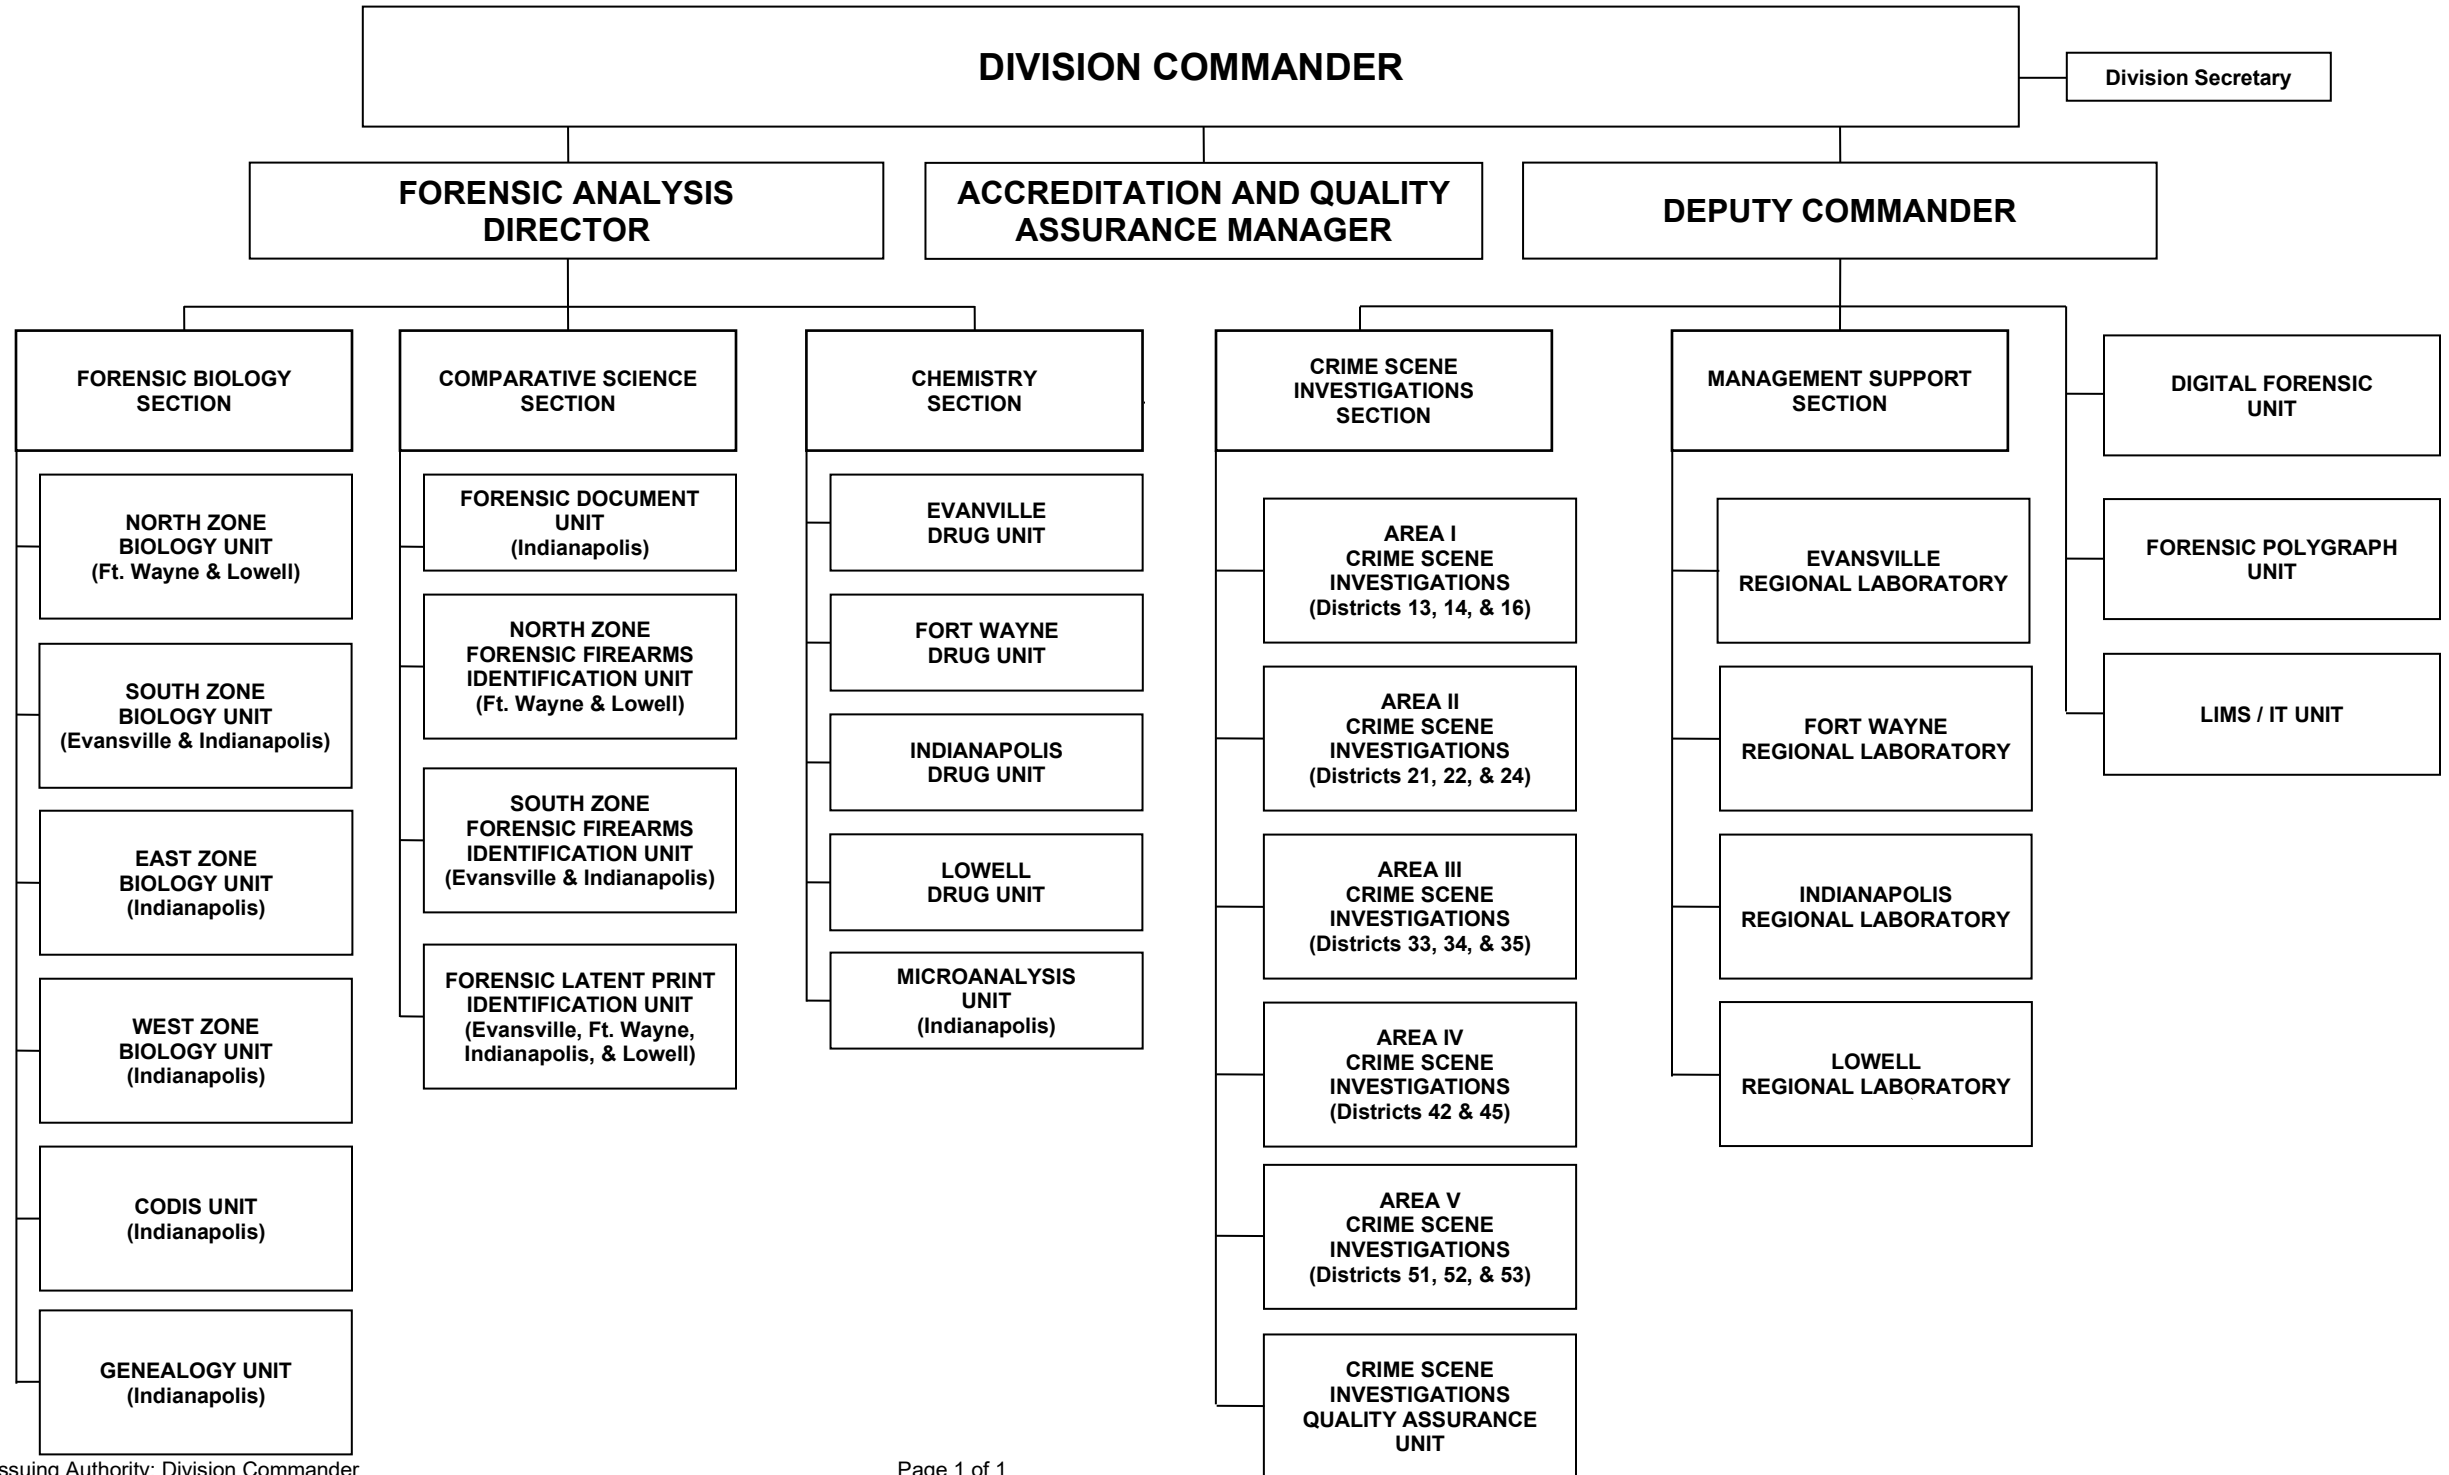 DIVISION COMMANDER
Division Secretary
FORENSIC ANALYSIS
DIRECTOR
ACCREDITATION AND QUALITY
ASSURANCE MANAGER
DEPUTY COMMANDER
FORENSIC BIOLOGY
SECTION
NORTH ZONE
BIOLOGY UNIT
(Ft. Wayne & Lowell)
SOUTH ZONE
BIOLOGY UNIT
(Evansville & Indianapolis)
EAST ZONE
BIOLOGY UNIT
(Indianapolis)
WEST ZONE
BIOLOGY UNIT
(Indianapolis)
CODIS UNIT
(Indianapolis)
GENEALOGY UNIT
(Indianapolis)
COMPARATIVE SCIENCE
SECTION
FORENSIC DOCUMENT
UNIT
(Indianapolis)
NORTH ZONE
FORENSIC FIREARMS
IDENTIFICATION UNIT
(Ft. Wayne & Lowell)
SOUTH ZONE
FORENSIC FIREARMS
IDENTIFICATION UNIT
(Evansville & Indianapolis)
FORENSIC LATENT PRINT
IDENTIFICATION UNIT
(Evansville, Ft. Wayne,
Indianapolis, & Lowell)
CHEMISTRY
SECTION
EVANVILLE
DRUG UNIT
FORT WAYNE
DRUG UNIT
INDIANAPOLIS
DRUG UNIT
LOWELL
DRUG UNIT
MICROANALYSIS
UNIT
(Indianapolis)
CRIME SCENE
INVESTIGATIONS
SECTION
AREA I
CRIME SCENE
INVESTIGATIONS
(Districts 13, 14, & 16)
AREA II
CRIME SCENE
INVESTIGATIONS
(Districts 21, 22, & 24)
AREA III
CRIME SCENE
INVESTIGATIONS
(Districts 33, 34, & 35)
AREA IV
CRIME SCENE
INVESTIGATIONS
(Districts 42 & 45)
AREA V
CRIME SCENE
INVESTIGATIONS
(Districts 51, 52, & 53)
CRIME SCENE
INVESTIGATIONS
QUALITY ASSURANCE
UNIT
MANAGEMENT SUPPORT
SECTION
EVANSVILLE
REGIONAL LABORATORY
FORT WAYNE
REGIONAL LABORATORY
INDIANAPOLIS
REGIONAL LABORATORY
LOWELL
REGIONAL LABORATORY
DIGITAL FORENSIC
UNIT
FORENSIC POLYGRAPH
UNIT
LIMS / IT UNIT
ssuing Authority: Division Commander
Page 1 of 1